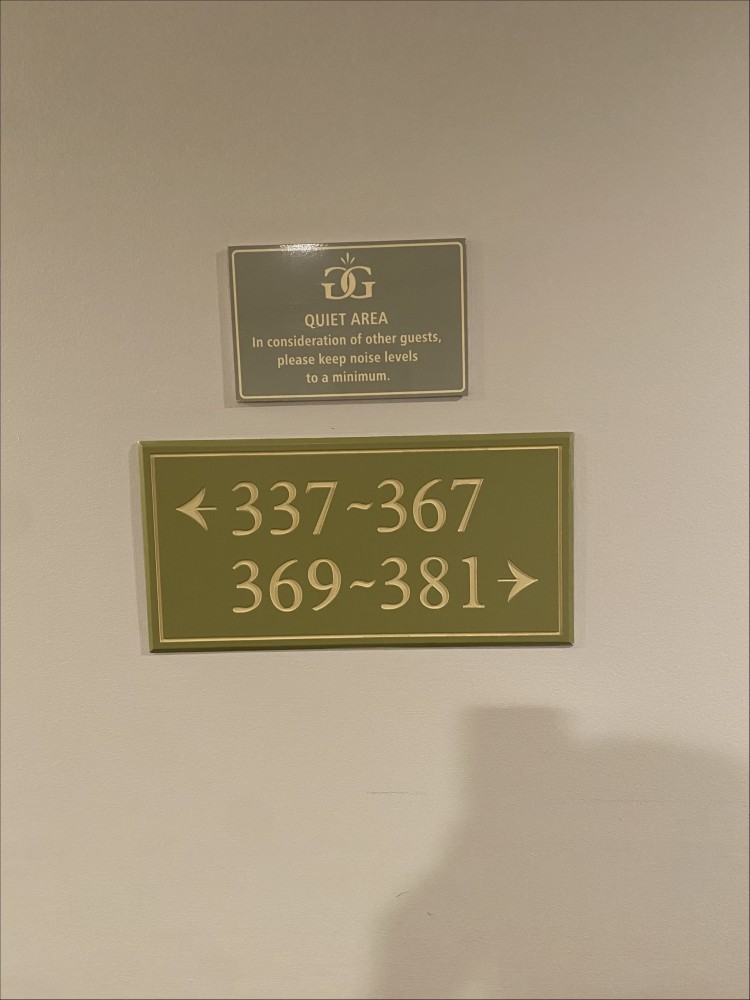 GG
QUIET AREA
In consideration of other guests,
please keep noise levels
to a minimum.
← 337~367
369~381 →